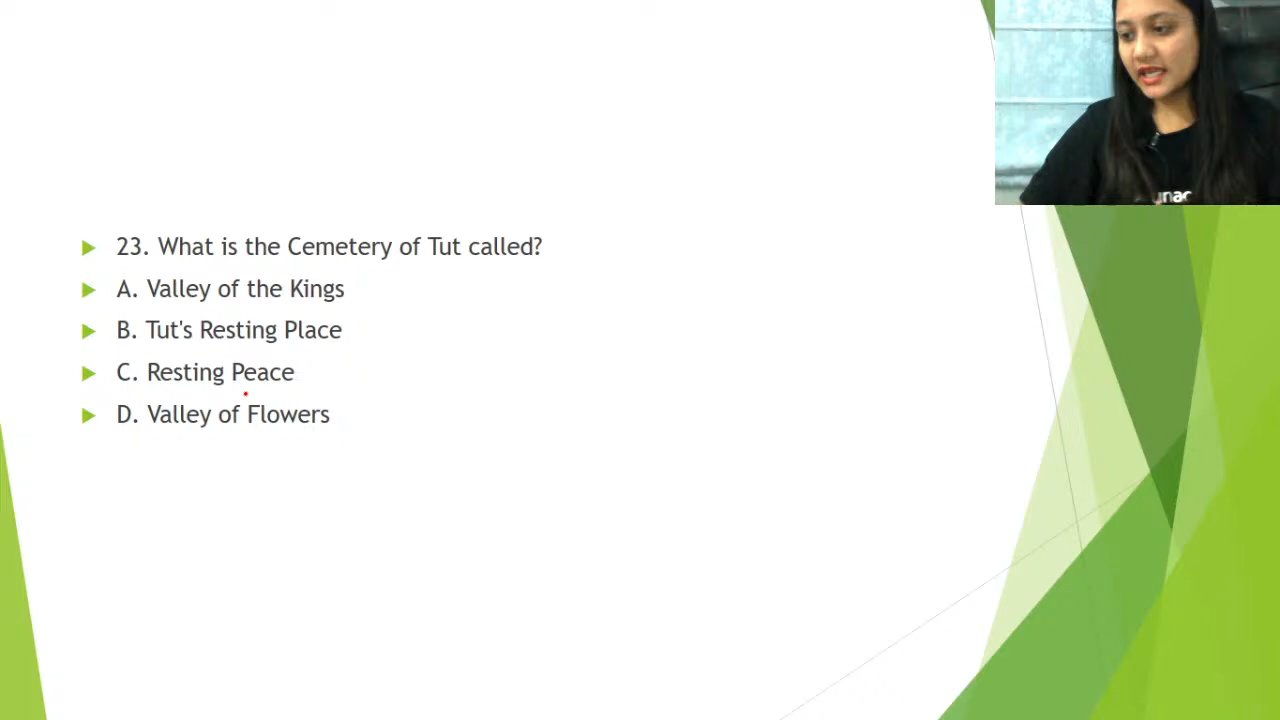 23. What is the Cemetery of Tut called?
A. Valley of the Kings
B. Tut's Resting Place
C. Resting Peace
D. Valley of Flowers